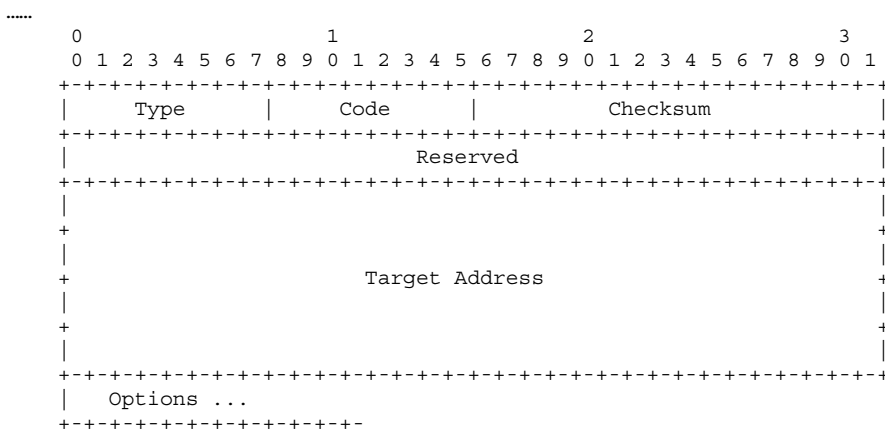 ......
 0                   1                   2                   3
 0 1 2 3 4 5 6 7 8 9 0 1 2 3 4 5 6 7 8 9 0 1 2 3 4 5 6 7 8 9 0 1
+-+-+-+-+-+-+-+-+-+-+-+-+-+-+-+-+-+-+-+-+-+-+-+-+-+-+-+-+-+-+-+-+
|     Type      |     Code      |          Checksum             |
+-+-+-+-+-+-+-+-+-+-+-+-+-+-+-+-+-+-+-+-+-+-+-+-+-+-+-+-+-+-+-+-+
|                           Reserved                            |
+-+-+-+-+-+-+-+-+-+-+-+-+-+-+-+-+-+-+-+-+-+-+-+-+-+-+-+-+-+-+-+-+
|                                                               |
+                                                               +
|                                                               |
+                       Target Address                          +
|                                                               |
+                                                               +
|                                                               |
+-+-+-+-+-+-+-+-+-+-+-+-+-+-+-+-+-+-+-+-+-+-+-+-+-+-+-+-+-+-+-+-+
|   Options ...
+-+-+-+-+-+-+-+-+-+-+-+-